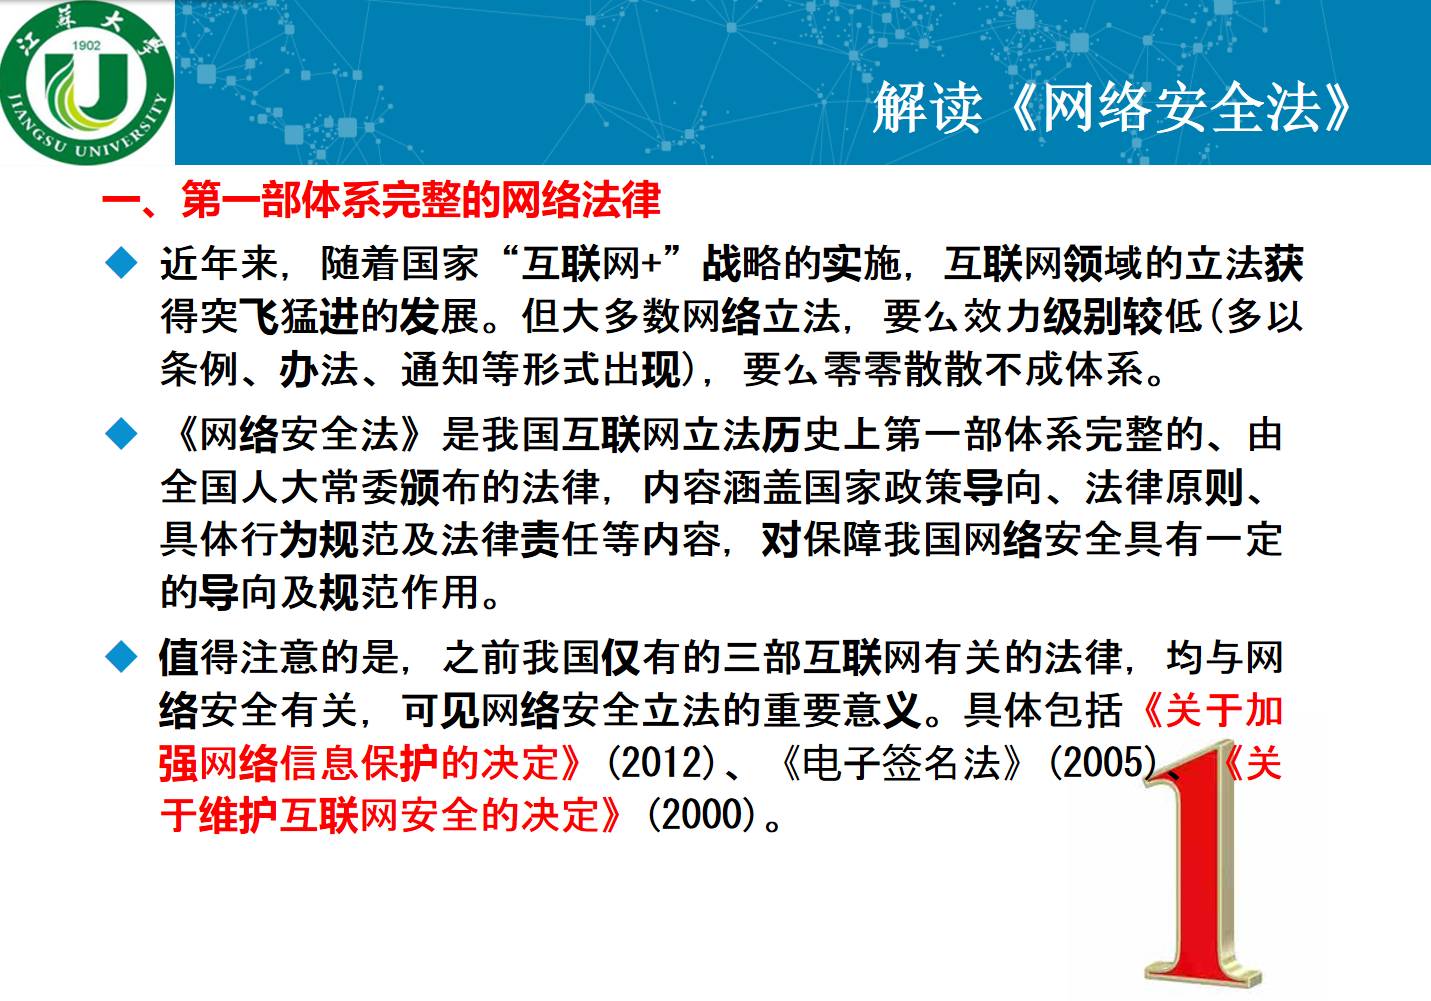 江苏大学
1902
JIANGSU UNIVERSITY
解读《网络安全法》
一、第一部体系完整的网络法律
近年来，随着国家“互联网+”战略的实施，互联网领域的立法获
得突飞猛进的发展。但大多数网络立法，要么效力级别较低(多以
条例、办法、通知等形式出现)，要么零零散散不成体系。
《网络安全法》是我国互联网立法历史上第一部体系完整的、由
全国人大常委颁布的法律，内容涵盖国家政策导向、法律原则、
具体行为规范及法律责任等内容，对保障我国网络安全具有一定
的导向及规范作用。
值得注意的是，之前我国仅有的三部互联网有关的法律，均与网
络安全有关，可见网络安全立法的重要意义。具体包括《关于加
强网络信息保护的决定》(2012)、《电子签名法》(2005)、《关
于维护互联网安全的决定》(2000)。
1